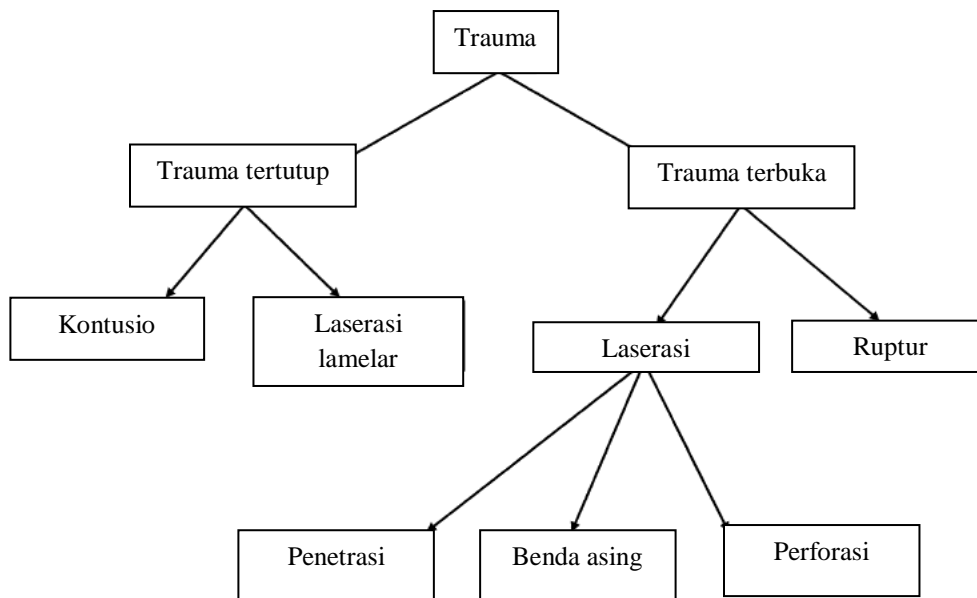 Trauma
Trauma tertutup
Trauma terbuka
Kontusio
Laserasi
lamelar
Laserasi
Ruptur
Penetrasi
Benda asing
Perforasi